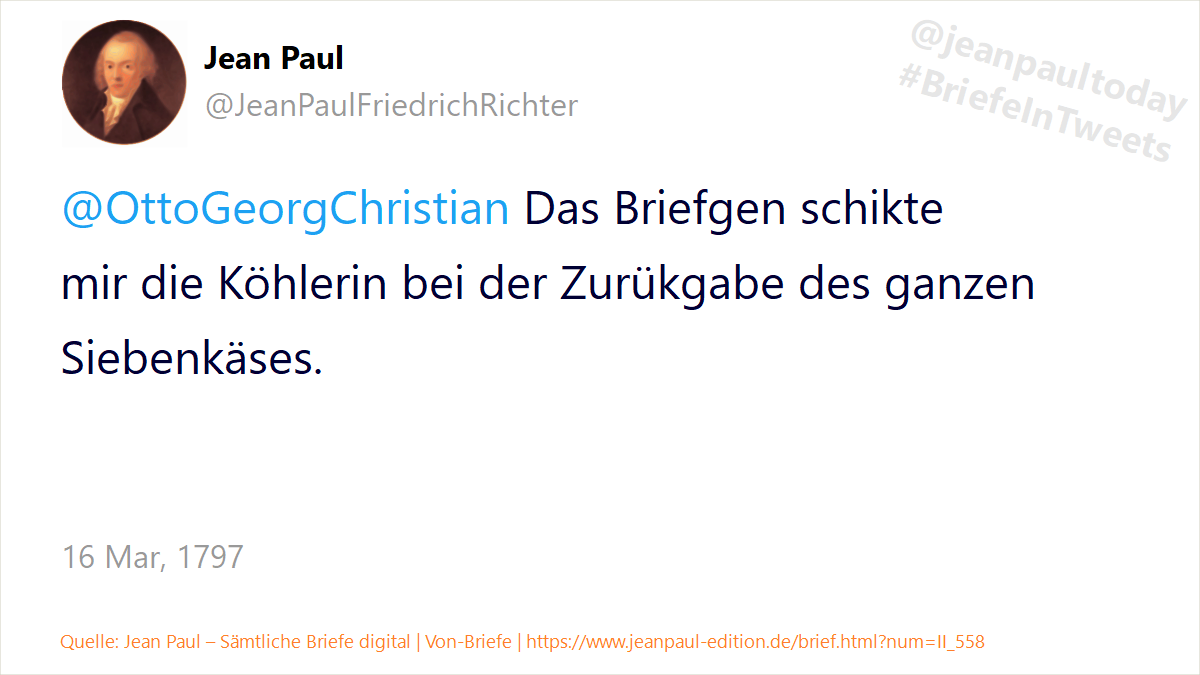 Jean Paul
@JeanPaulFriedrichRichter
@jeanpaultoday
#BriefeInTweets
@OttoGeorgChristian Das Briefgen schikte
mir die Köhlerin bei der Zurükgabe des ganzen
Siebenkäses.
16 Mar, 1797
Quelle: Jean Paul – Sämtliche Briefe digital | Von-Briefe | https://www.jeanpaul-edition.de/brief.html?num=II_558